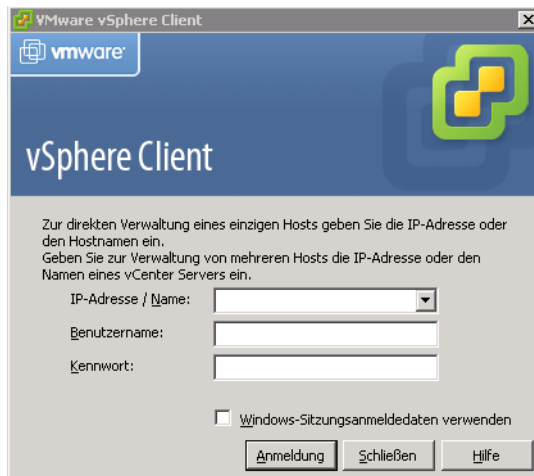 VMware vSphere Client
vmware
vSphere Client
Zur direkten Verwaltung eines einzigen Hosts geben Sie die IP-Adresse oder
den Hostnamen ein.
Geben Sie zur Verwaltung von mehreren Hosts die IP-Adresse oder den
Namen eines vCenter Servers ein.
IP-Adresse / Name:
Benutzername:
Kennwort:
Windows-Sitzungsanmeldedaten verwenden
Anmeldung Schließen Hilfe